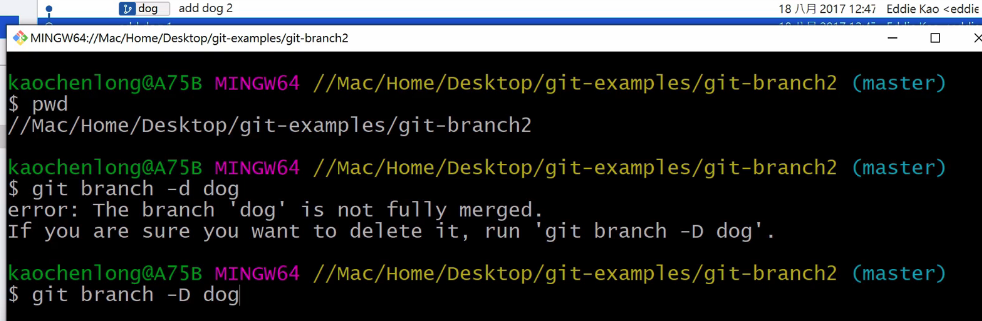 dog add dog 2 18 八月 2017 12:47 Eddie Kao <eddie
MINGW64://Mac/Home/Desktop/git-examples/git-branch2
kaochenlong@A75B MINGW64 //Mac/Home/Desktop/git-examples/git-branch2 (master)
$ pwd
//Mac/Home/Desktop/git-examples/git-branch2
kaochenlong@A75B MINGW64 //Mac/Home/Desktop/git-examples/git-branch2 (master)
$ git branch -d dog
error: The branch 'dog' is not fully merged.
If you are sure you want to delete it, run 'git branch -D dog'.
kaochenlong@A75B MINGW64 //Mac/Home/Desktop/git-examples/git-branch2 (master)
$ git branch -D dog